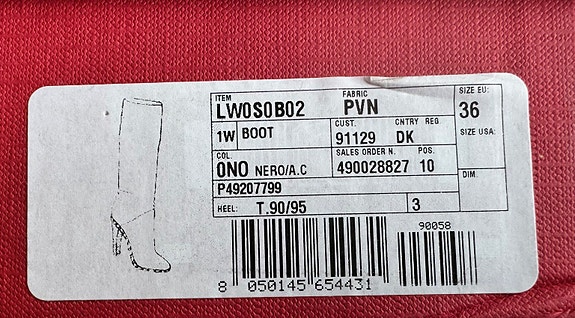 ITEM FABRIC SIZE EU:
LW0S0B02 PVN 36
CUST. CNTRY REG SIZE USA:
1W BOOT 91129 DK
COL. SALES ORDER N. POS.
0N0 NERO/A.C 490028827 10 DIM.
P49207799
HEEL: T.90/95 3
90058
8 050145 654431